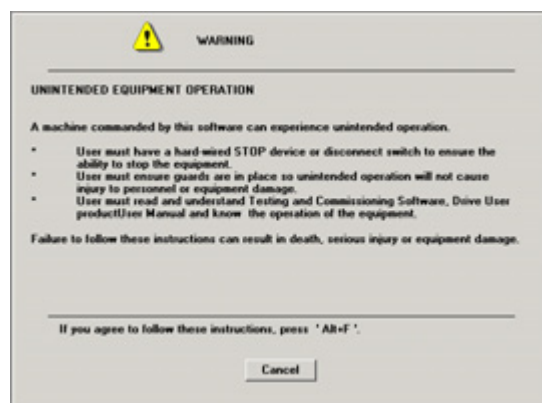 WARNING
UNINTENDED EQUIPMENT OPERATION
A machine commanded by this software can experience unintended operation.
* User must have a hard-wired STOP device or disconnect switch to ensure the
ability to stop the equipment.
* User must ensure guards are in place so unintended operation will not cause
injury to personnel or equipment damage.
* User must read and understand Testing and Commissioning Software, Drive User
productUser Manual and know the operation of the equipment.
Failure to follow these instructions can result in death, serious injury or equipment damage.
If you agree to follow these instructions, press 'Alt+F '.
Cancel